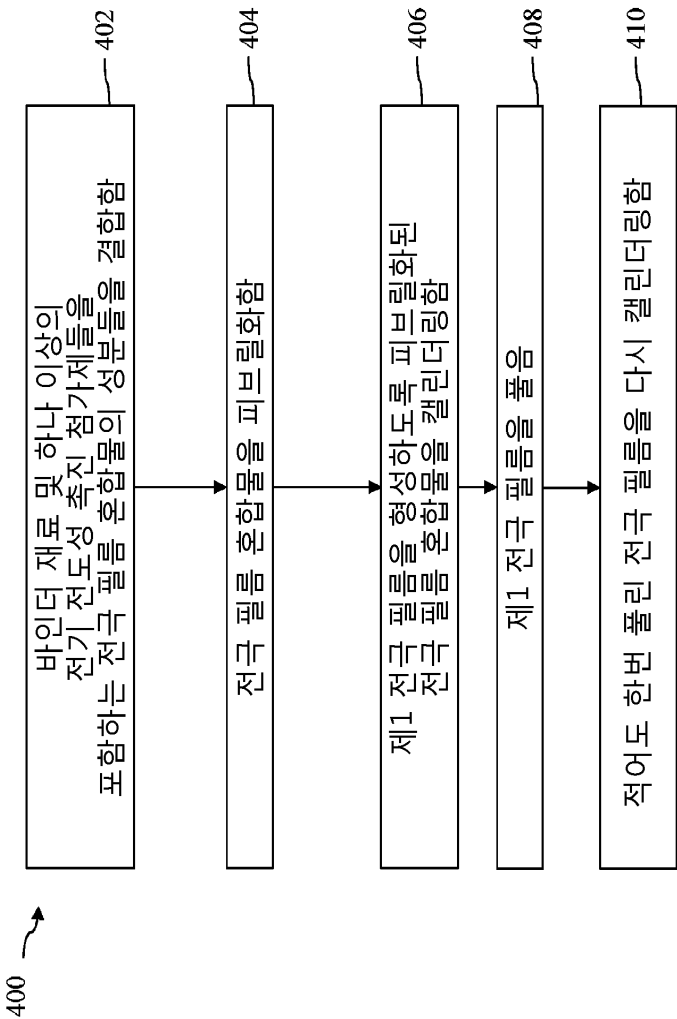 400
바인더 재료 및 하나 이상의
전기 전도성 촉진 첨가제들을
포함하는 전극 필름 혼합물의 성분들을 결합함
402
전극 필름 혼합물을 피브릴화함
404
제1 전극 필름을 형성하도록 피브릴화된
전극 필름 혼합물을 캘린더링함
406
제1 전극 필름을 풀음
408
적어도 한번 풀린 전극 필름을 다시 캘린더링함
410